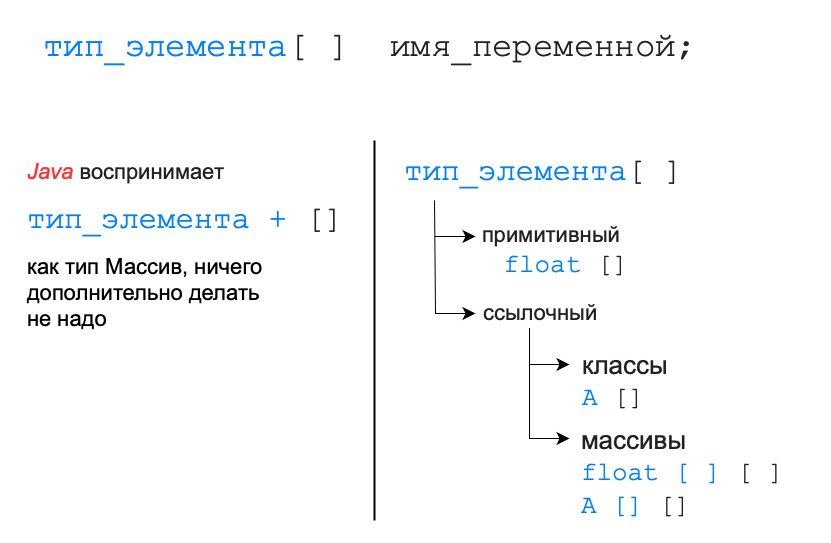 тип_элемента[ ] имя_переменной;
Java воспринимает
тип_элемента + []
как тип Массив, ничего
дополнительно делать
не надо
тип_элемента[ ]
примитивный
float []
ссылочный
классы
A []
массивы
float [ ] [ ]
A [] []